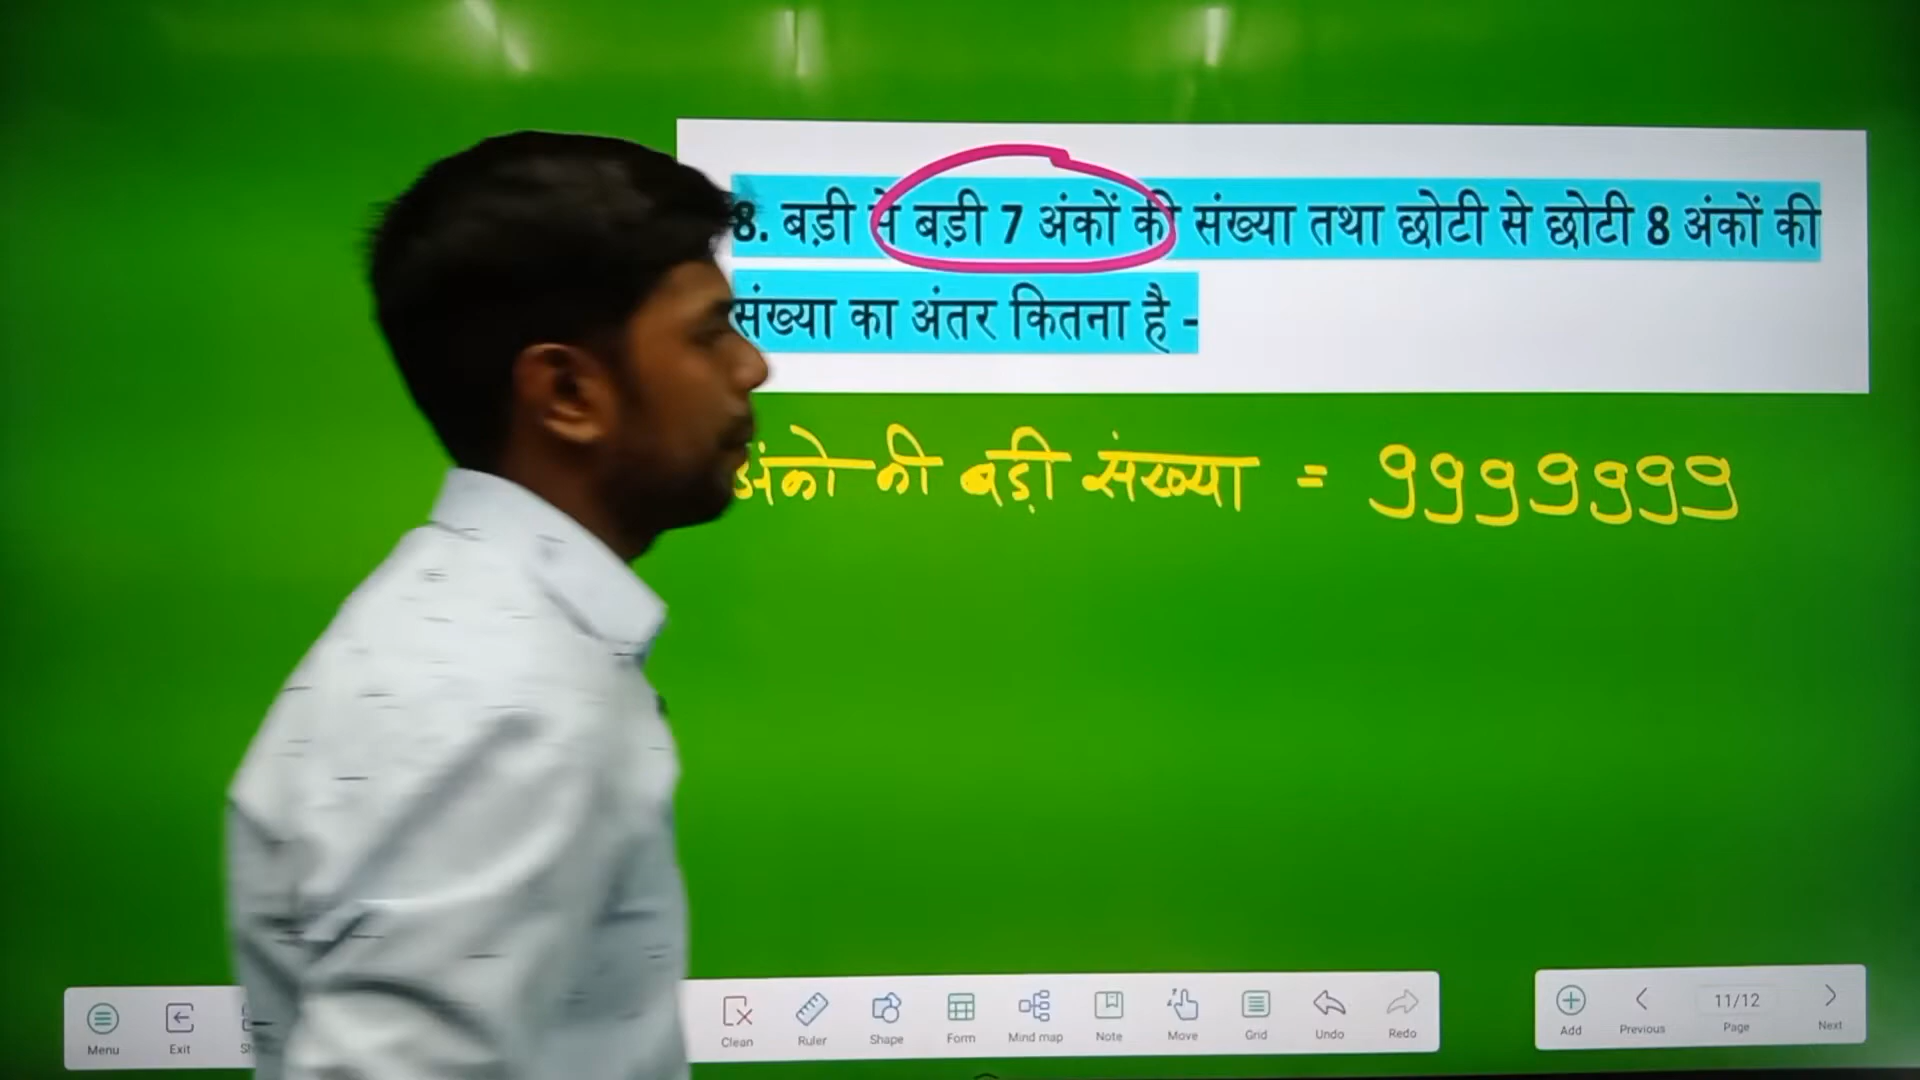 8. बड़ी से बड़ी 7 अंकों की संख्या तथा छोटी से छोटी 8 अंकों की
संख्या का अंतर कितना है -
अंको की बड़ी संख्या = 9999999
Menu Exit Clean Ruler Shape Form Mind map Note Move Grid Undo Redo Add Previous 11/12 Page Next